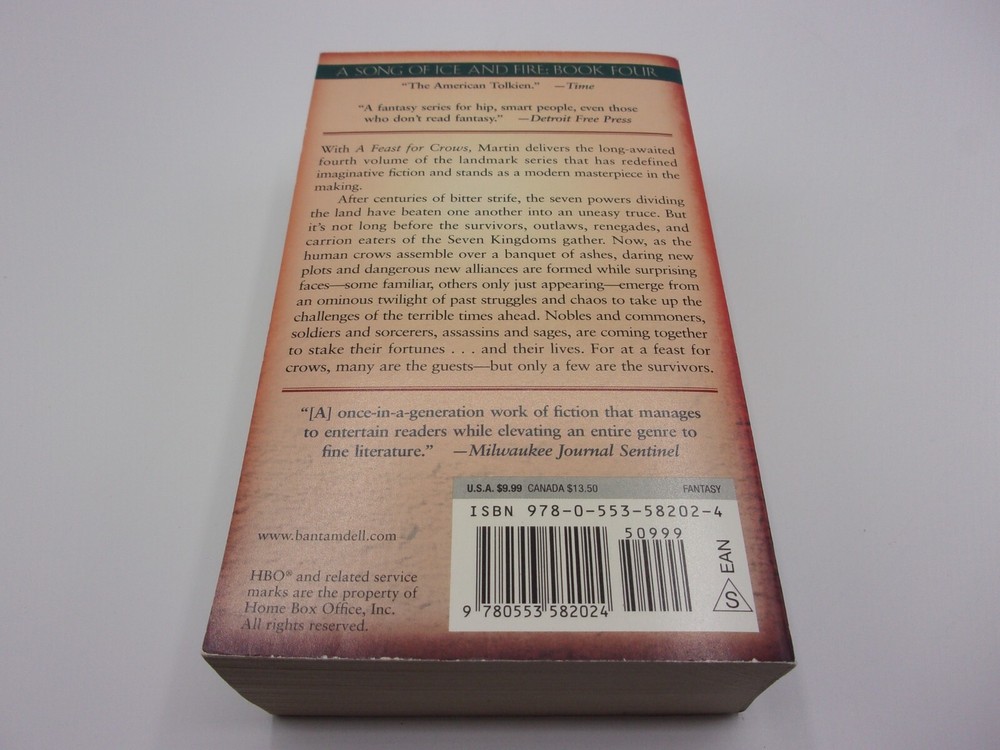 A SONG OF ICE AND FIRE: BOOK FOUR
"The American Tolkien." —Time
"A fantasy series for hip, smart people, even those
who don't read fantasy." —Detroit Free Press
With A Feast for Crows, Martin delivers the long-awaited
fourth volume of the landmark series that has redefined
imaginative fiction and stands as a modern masterpiece in the
making.
After centuries of bitter strife, the seven powers dividing
the land have beaten one another into an uneasy truce. But
it's not long before the survivors, outlaws, renegades, and
carrion eaters of the Seven Kingdoms gather. Now, as the
human crows assemble over a banquet of ashes, daring new
plots and dangerous new alliances are formed while surprising
faces—some familiar, others only just appearing—emerge from
an ominous twilight of past struggles and chaos to take up the
challenges of the terrible times ahead. Nobles and commoners,
soldiers and sorcerers, assassins and sages, are coming together
to stake their fortunes . . . and their lives. For at a feast for
crows, many are the guests—but only a few are the survivors.
"[A] once-in-a-generation work of fiction that manages
to entertain readers while elevating an entire genre to
fine literature." —Milwaukee Journal Sentinel
U.S.A. $9.99 CANADA $13.50 FANTASY
ISBN 978-0-553-58202-4
50999
9 780553 582024
S EAN
www.bantamdell.com
HBO® and related service
marks are the property of
Home Box Office, Inc.
All rights reserved.